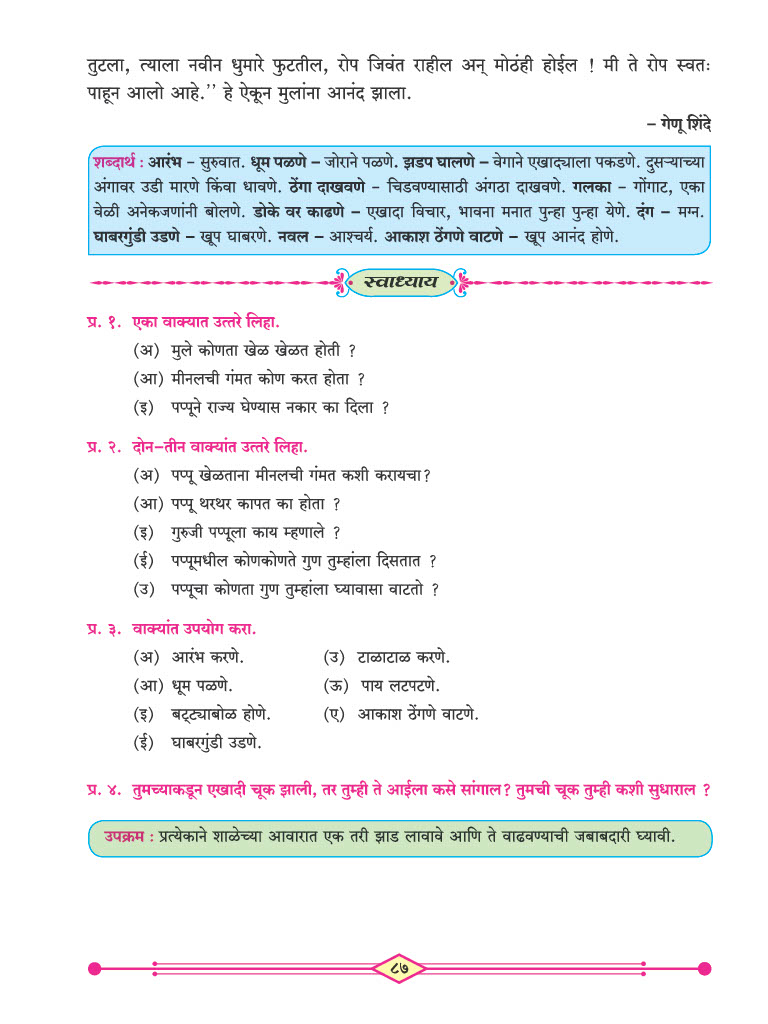 तुटला, त्याला नवीन धुमारे फुटतील, रोप जिवंत राहील अन् मोठंही होईल ! मी ते रोप स्वतः
पाहून आलो आहे.’’ हे ऐकून मुलांना आनंद झाला.
– गेणू शिंदे
शब्दार्थ : आरंभ - सुरुवात. धूम पळणे – जोराने पळणे. झडप घालणे – वेगाने एखाद्याला पकडणे. दुसऱ्याच्या
अंगावर उडी मारणे किंवा धावणे. ठेंगा दाखवणे - चिडवण्यासाठी अंगठा दाखवणे. गलका - गोंगाट, एका
वेळी अनेकजणांनी बोलणे. डोके वर काढणे – एखादा विचार, भावना मनात पुन्हा पुन्हा येणे. दंग – मग्न.
घाबरगुंडी उडणे – खूप घाबरणे. नवल – आश्चर्य. आकाश ठेंगणे वाटणे – खूप आनंद होणे.
स्वाध्याय
प्र. १. एका वाक्यात उत्तरे लिहा.
(अ) मुले कोणता खेळ खेळत होती ?
(आ) मीनलची गंमत कोण करत होता ?
(इ) पप्पूने राज्य घेण्यास नकार का दिला ?
प्र. २. दोन–तीन वाक्यांत उत्तरे लिहा.
(अ) पप्पू खेळताना मीनलची गंमत कशी करायचा?
(आ) पप्पू थरथर कापत का होता ?
(इ) गुरुजी पप्पूला काय म्हणाले ?
(ई) पप्पूमधील कोणकोणते गुण तुम्हांला दिसतात ?
(उ) पप्पूचा कोणता गुण तुम्हांला घ्यावासा वाटतो ?
प्र. ३. वाक्यांत उपयोग करा.
(अ) आरंभ करणे. (उ) टाळाटाळ करणे.
(आ) धूम पळणे. (ऊ) पाय लटपटणे.
(इ) बट्ट्याबोळ होणे. (ए) आकाश ठेंगणे वाटणे.
(ई) घाबरगुंडी उडणे.
प्र. ४. तुमच्याकडून एखादी चूक झाली, तर तुम्ही ते आईला कसे सांगाल? तुमची चूक तुम्ही कशी सुधाराल ?
उपक्रम : प्रत्येकाने शाळेच्या आवारात एक तरी झाड लावावे आणि ते वाढवण्याची जबाबदारी घ्यावी.
८७